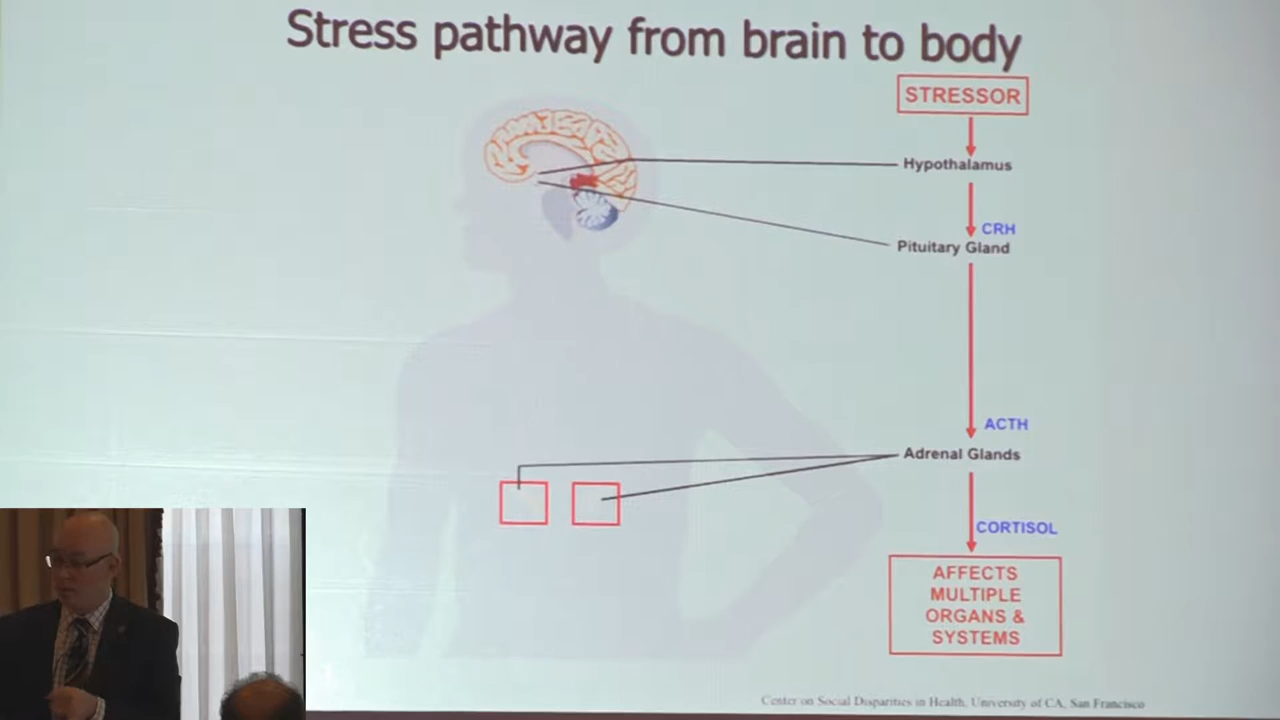 Stress pathway from brain to body
STRESSOR
Hypothalamus
CRH
Pituitary Gland
ACTH
Adrenal Glands
CORTISOL
AFFECTS
MULTIPLE
ORGANS &
SYSTEMS
Center on Social Disparities in Health, University of CA, San Francisco